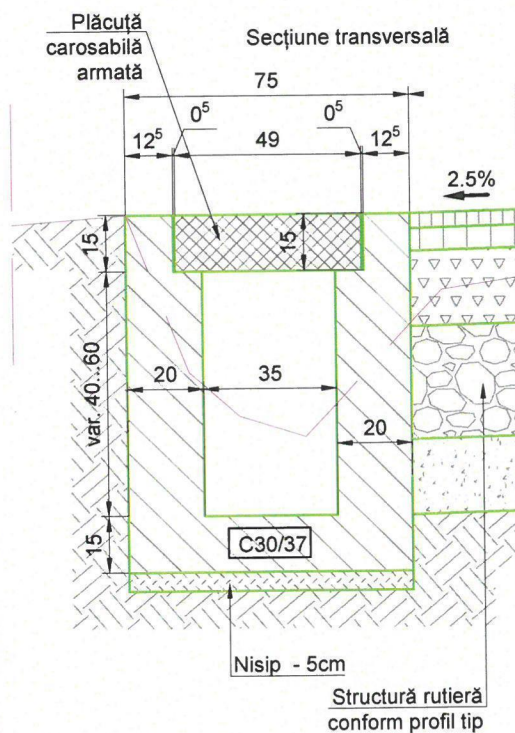 Plăcuță
carosabilă
armată
Secțiune transversală
75
0⁵ 0⁵
12⁵ 49 12⁵
2.5%
15
15
var. 40...60
20 35
20
15
C30/37
Nisip - 5cm
Structură rutieră
conform profil tip